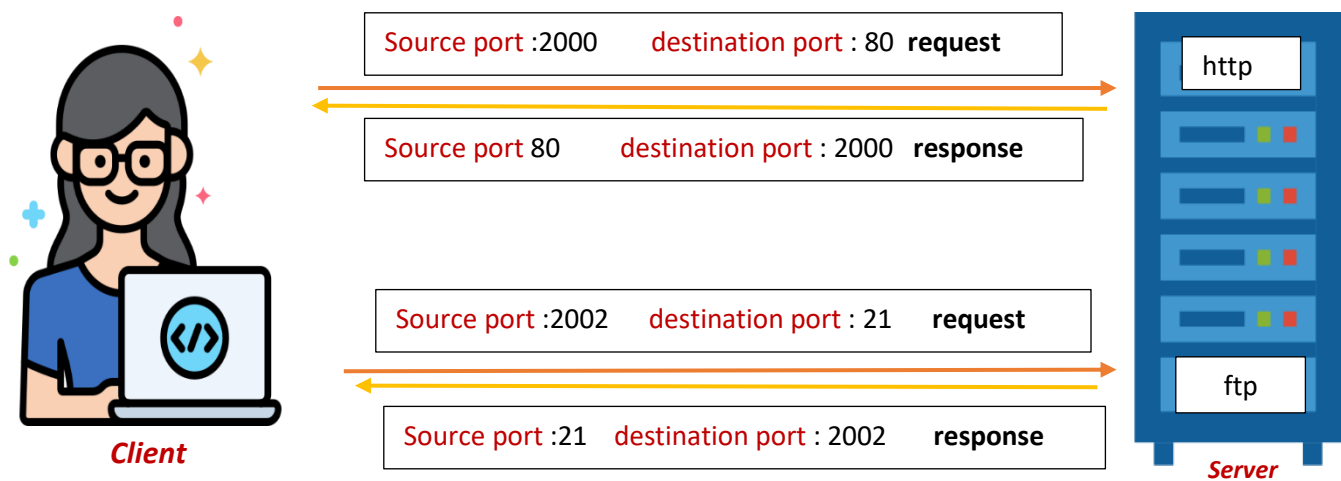 Source port :2000 destination port : 80 request
http
Source port 80 destination port : 2000 response
</>
Source port :2002 destination port : 21 request
ftp
Source port :21 destination port : 2002 response
Client
Server